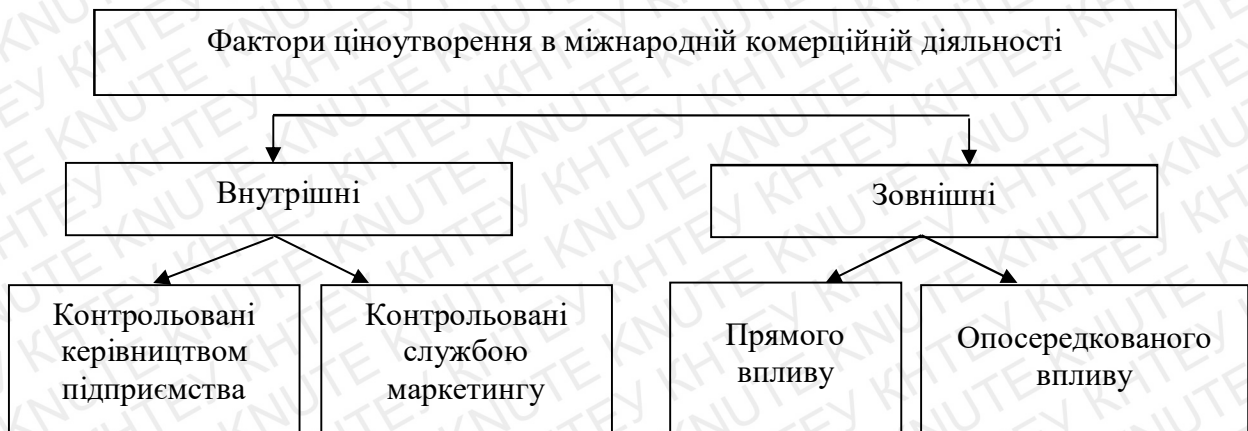 Фактори ціноутворення в міжнародній комерційній діяльності
Внутрішні
Зовнішні
Контрольовані
керівництвом
підприємства
Контрольовані
службою
маркетингу
Прямого
впливу
Опосередкованого
впливу